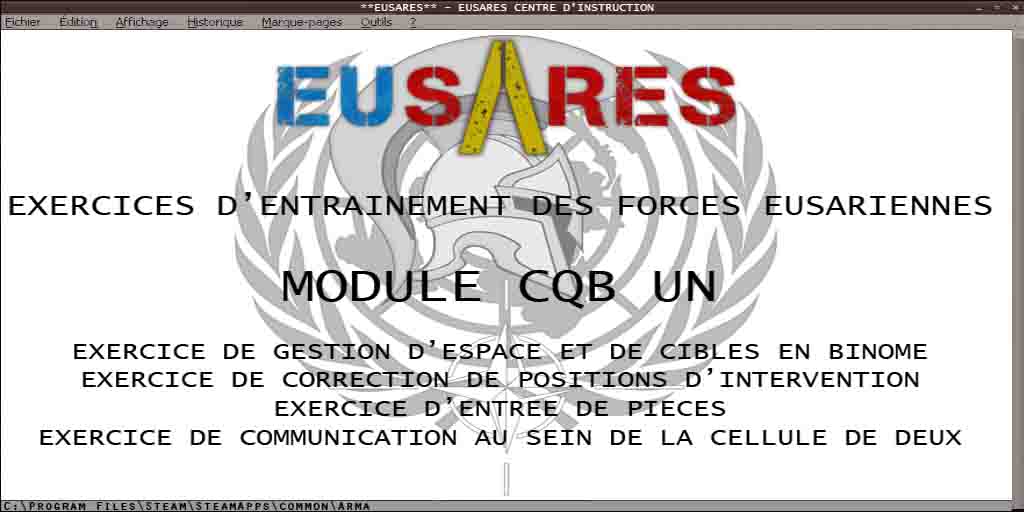 **EUSARES** - EUSARES CENTRE D'INSTRUCTION
Fichier Édition Affichage Historique Marque-pages Outils ?
EUSARES
EXERCICES D'ENTRAINEMENT DES FORCES EUSARIENNES
MODULE CQB UN
EXERCICE DE GESTION D'ESPACE ET DE CIBLES EN BINOME
EXERCICE DE CORRECTION DE POSITIONS D'INTERVENTION
EXERCICE D'ENTREE DE PIECES
EXERCICE DE COMMUNICATION AU SEIN DE LA CELLULE DE DEUX
C:\Program Files\Steam\SteamApps\common\Arma